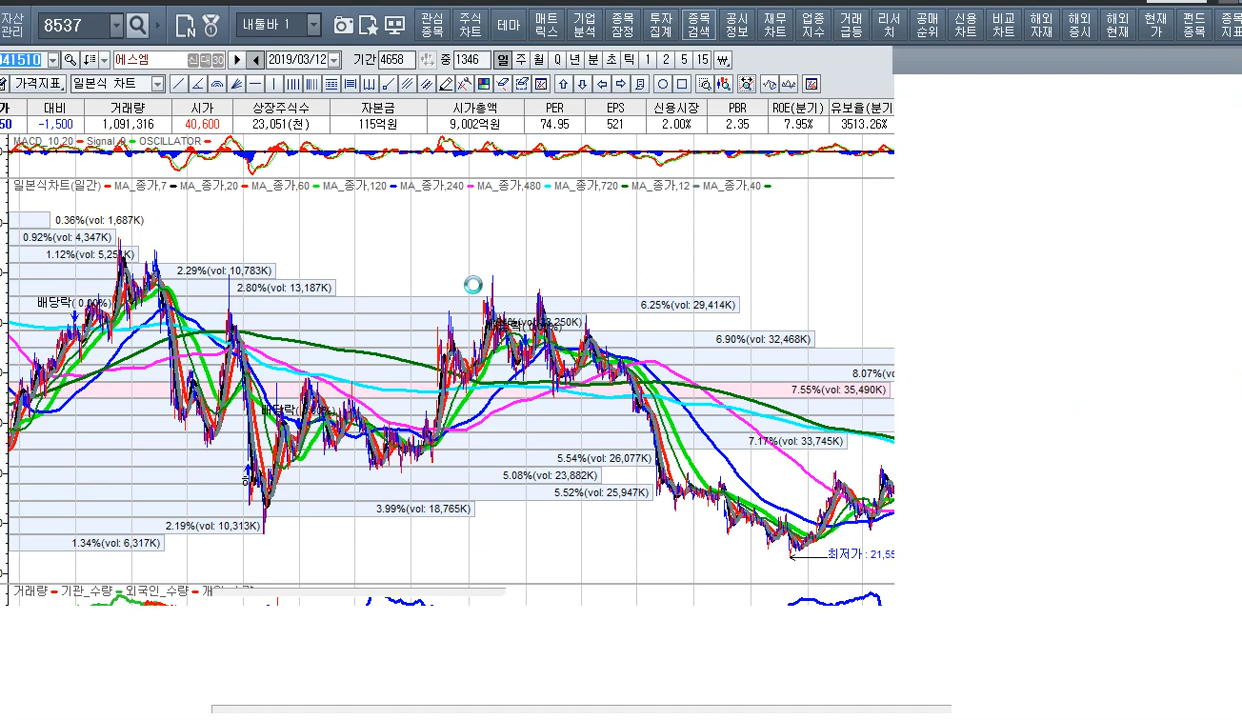 자산 관리 8537 내툴바 1 관심 종목 주식 차트 테마 매트 릭스 기업 분석 종목 잠정 투자 집계 종목 검색 공시 정보 재무 차트 업종 지수 거래 급등 리서 치 공매 순위 신용 차트 비교 차트 해외 자재 해외 증시 해외 현재 현재 가 펀드 종목 종목 지표
041510 에스엠 신 대 30 2019/03/12 기간 4658 중 1346 일 주 월 Q 년 분 초 틱 1 2 5 15 ₩
가격지표 일본식 차트
가 대비 거래량 시가 상장주식수 자본금 시가총액 PER EPS 신용시장 PBR ROE(분기) 유보율(분기
50 -1,500 1,091,316 40,600 23,051(천) 115억원 9,002억원 74.95 521 2.00% 2.35 7.95% 3513.26%
MACD_10,20 Signal_9 OSCILLATOR
일본식차트(일간) MA_종가,7 MA_종가,20 MA_종가,60 MA_종가,120 MA_종가,240 MA_종가,480 MA_종가,720 MA_종가,12 MA_종가,40
0.36%(vol: 1,687K)
0.92%(vol: 4,347K)
1.12%(vol: 5,251K)
2.29%(vol: 10,783K)
2.80%(vol: 13,187K)
배당락( 0.00%)
6.25%(vol: 29,414K)
6.90%(vol: 32,468K)
8.07%(vo
7.55%(vol: 35,490K)
배당락( 0.00%)
7.17%(vol: 33,745K)
5.54%(vol: 26,077K)
5.08%(vol: 23,882K)
5.52%(vol: 25,947K)
3.99%(vol: 18,765K)
2.19%(vol: 10,313K)
1.34%(vol: 6,317K)
최저가 : 21,55
거래량 기관_수량 외국인_수량 개